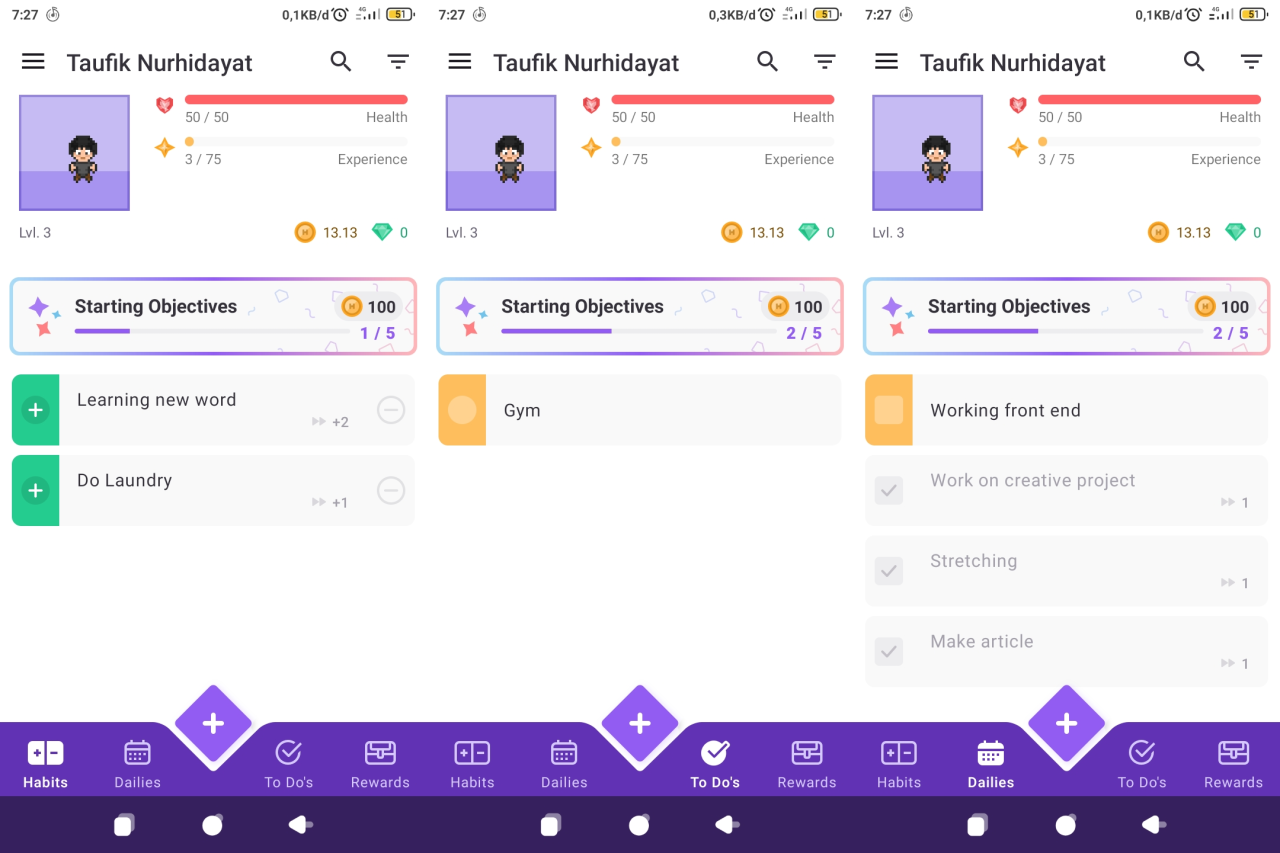 7:27
0,1KB/d
4G
51
Taufik Nurhidayat
50 / 50
Health
3 / 75
Experience
Lvl. 3
13.13
0
Starting Objectives
100
1 / 5
Learning new word
+2
Do Laundry
+1
Habits
Dailies
To Do's
Rewards
7:27
0,3KB/d
4G
51
Taufik Nurhidayat
50 / 50
Health
3 / 75
Experience
Lvl. 3
13.13
0
Starting Objectives
100
2 / 5
Gym
Habits
Dailies
To Do's
Rewards
7:27
0,1KB/d
4G
51
Taufik Nurhidayat
50 / 50
Health
3 / 75
Experience
Lvl. 3
13.13
0
Starting Objectives
100
2 / 5
Working front end
Work on creative project
1
Stretching
1
Make article
1
Habits
Dailies
To Do's
Rewards